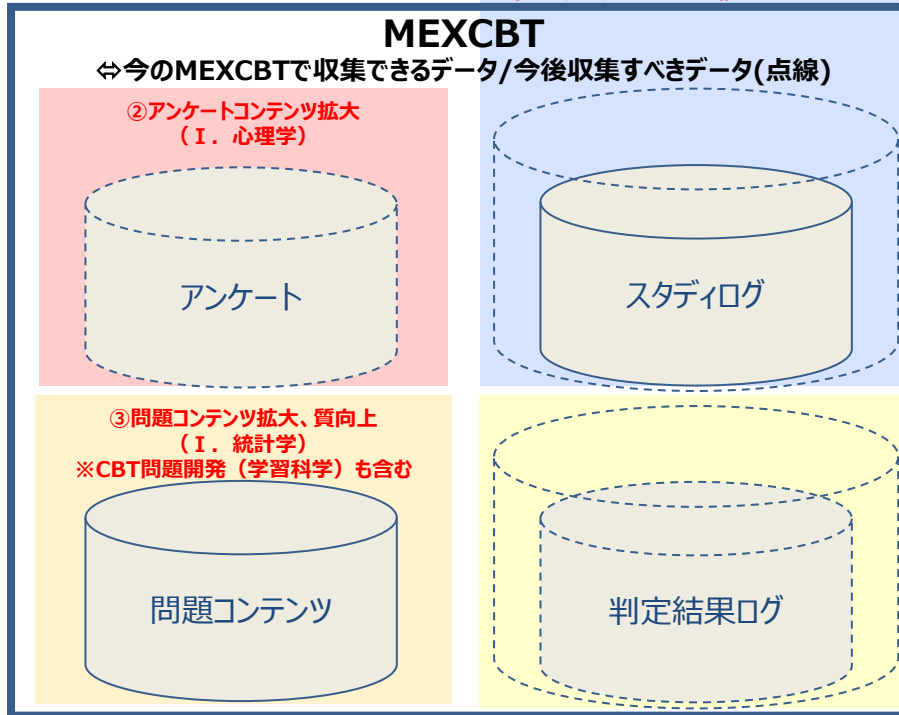 MEXCBT
⇔今のMEXCBTで収集できるデータ/今後収集すべきデータ(点線)
②アンケートコンテンツ拡大
（Ⅰ．心理学）
アンケート
スタディログ
③問題コンテンツ拡大、質向上
（Ⅰ．統計学）
※CBT問題開発（学習科学）も含む
問題コンテンツ
判定結果ログ